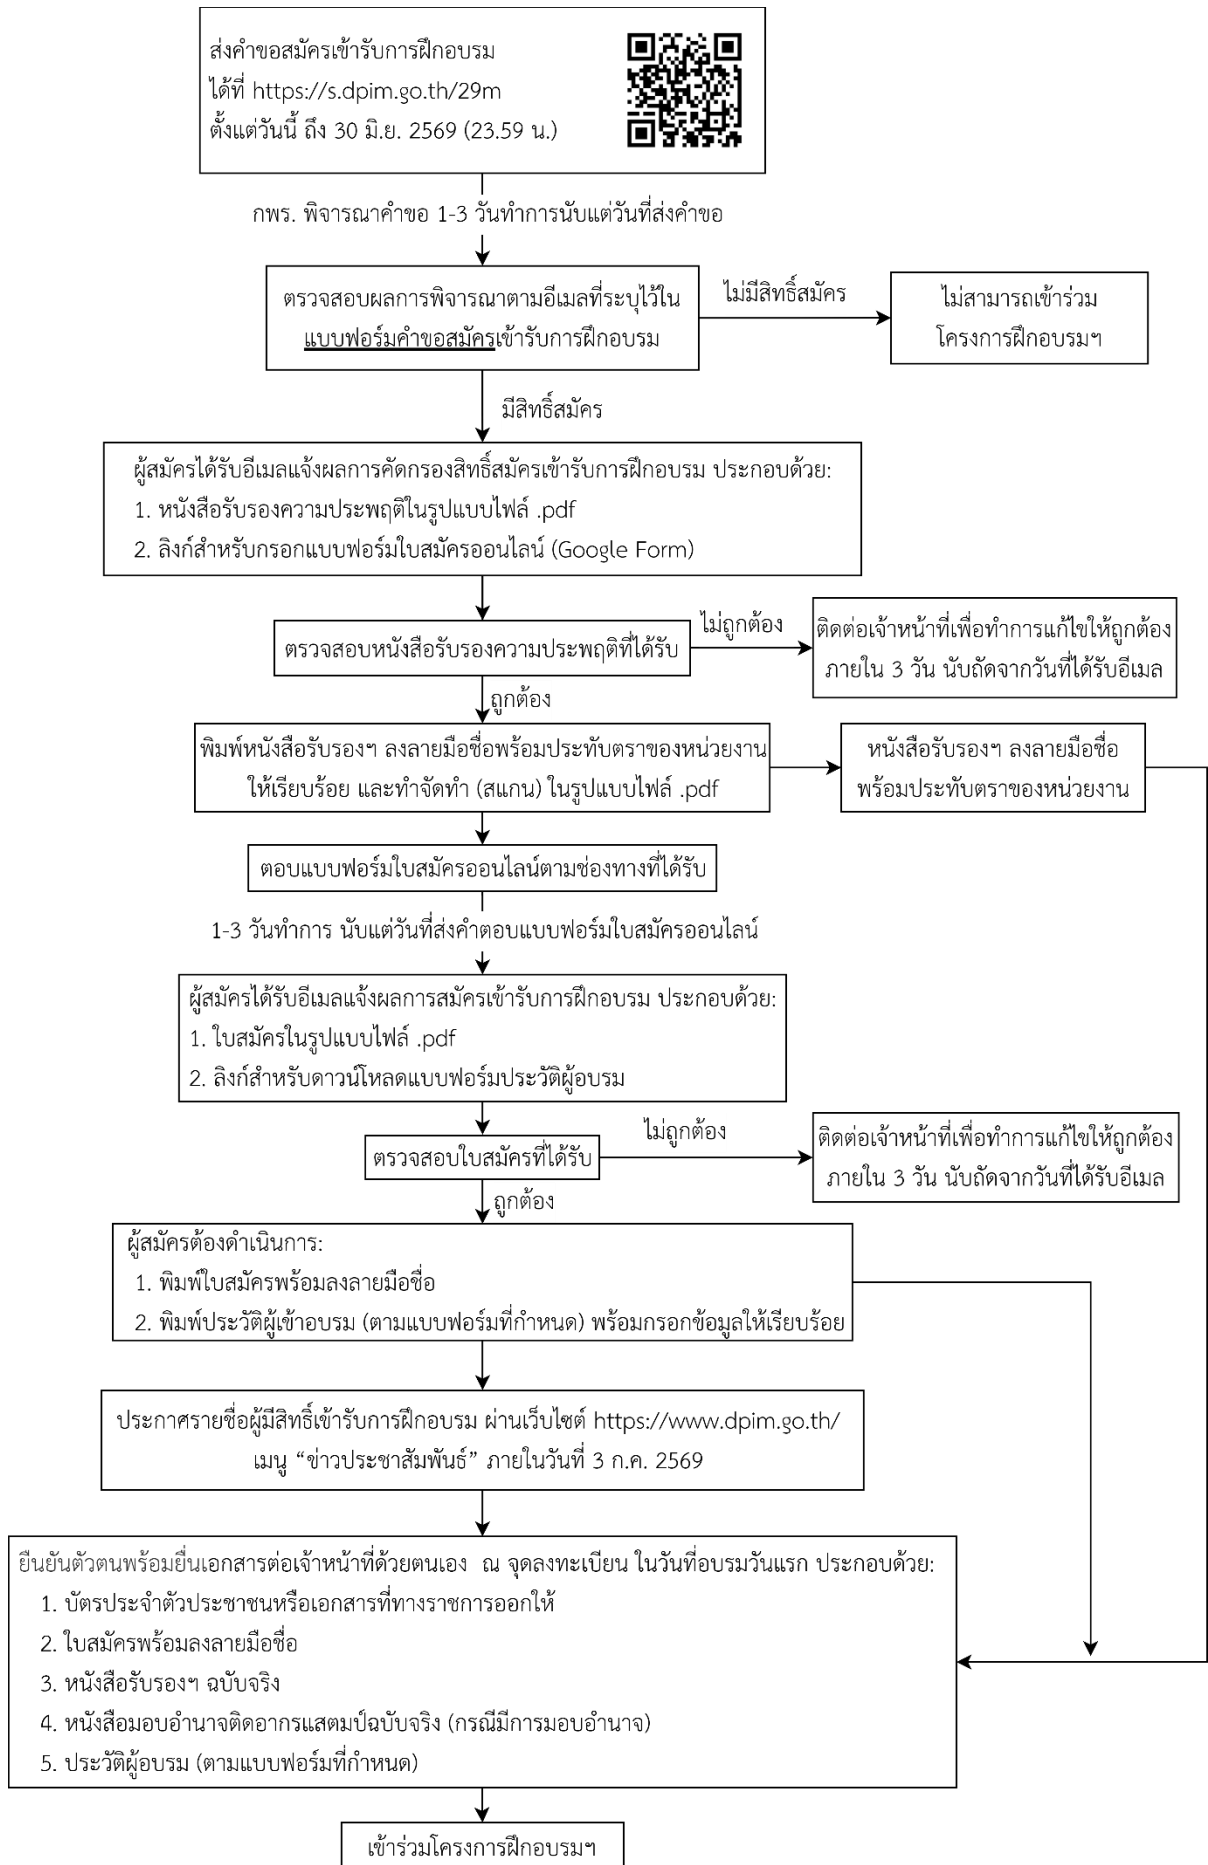 ส่งคำขอสมัครเข้ารับการฝึกอบรม
ได้ที่ https://s.dpim.go.th/29m
ตั้งแต่วันนี้ ถึง 30 มิ.ย. 2569 (23.59 น.)
กพร. พิจารณาคำขอ 1-3 วันทำการนับแต่วันที่ส่งคำขอ
ตรวจสอบผลการพิจารณาตามอีเมลที่ระบุไว้ใน
แบบฟอร์มคำขอสมัครเข้ารับการฝึกอบรม
ไม่มีสิทธิ์สมัคร
ไม่สามารถเข้าร่วม
โครงการฝึกอบรมฯ
มีสิทธิ์สมัคร
ผู้สมัครได้รับอีเมลแจ้งผลการคัดกรองสิทธิ์สมัครเข้ารับการฝึกอบรม ประกอบด้วย:
1. หนังสือรับรองความประพฤติในรูปแบบไฟล์ .pdf
2. ลิงก์สำหรับกรอกแบบฟอร์มใบสมัครออนไลน์ (Google Form)
ตรวจสอบหนังสือรับรองความประพฤติที่ได้รับ
ไม่ถูกต้อง
ติดต่อเจ้าหน้าที่เพื่อทำการแก้ไขให้ถูกต้อง
ภายใน 3 วัน นับถัดจากวันที่ได้รับอีเมล
ถูกต้อง
พิมพ์หนังสือรับรองฯ ลงลายมือชื่อพร้อมประทับตราของหน่วยงาน
ให้เรียบร้อย และทำจัดทำ (สแกน) ในรูปแบบไฟล์ .pdf
หนังสือรับรองฯ ลงลายมือชื่อ
พร้อมประทับตราของหน่วยงาน
ตอบแบบฟอร์มใบสมัครออนไลน์ตามช่องทางที่ได้รับ
1-3 วันทำการ นับแต่วันที่ส่งคำตอบแบบฟอร์มใบสมัครออนไลน์
ผู้สมัครได้รับอีเมลแจ้งผลการสมัครเข้ารับการฝึกอบรม ประกอบด้วย:
1. ใบสมัครในรูปแบบไฟล์ .pdf
2. ลิงก์สำหรับดาวน์โหลดแบบฟอร์มประวัติผู้อบรม
ตรวจสอบใบสมัครที่ได้รับ
ไม่ถูกต้อง
ติดต่อเจ้าหน้าที่เพื่อทำการแก้ไขให้ถูกต้อง
ภายใน 3 วัน นับถัดจากวันที่ได้รับอีเมล
ถูกต้อง
ผู้สมัครต้องดำเนินการ:
1. พิมพ์ใบสมัครพร้อมลงลายมือชื่อ
2. พิมพ์ประวัติผู้เข้าอบรม (ตามแบบฟอร์มที่กำหนด) พร้อมกรอกข้อมูลให้เรียบร้อย
ประกาศรายชื่อผู้มีสิทธิ์เข้ารับการฝึกอบรม ผ่านเว็บไซต์ https://www.dpim.go.th/
เมนู “ข่าวประชาสัมพันธ์” ภายในวันที่ 3 ก.ค. 2569
ยืนยันตัวตนพร้อมยื่นเอกสารต่อเจ้าหน้าที่ด้วยตนเอง ณ จุดลงทะเบียน ในวันที่อบรมวันแรก ประกอบด้วย:
1. บัตรประจำตัวประชาชนหรือเอกสารที่ทางราชการออกให้
2. ใบสมัครพร้อมลงลายมือชื่อ
3. หนังสือรับรองฯ ฉบับจริง
4. หนังสือมอบอำนาจติดอากรแสตมป์ฉบับจริง (กรณีมีการมอบอำนาจ)
5. ประวัติผู้อบรม (ตามแบบฟอร์มที่กำหนด)
เข้าร่วมโครงการฝึกอบรมฯ